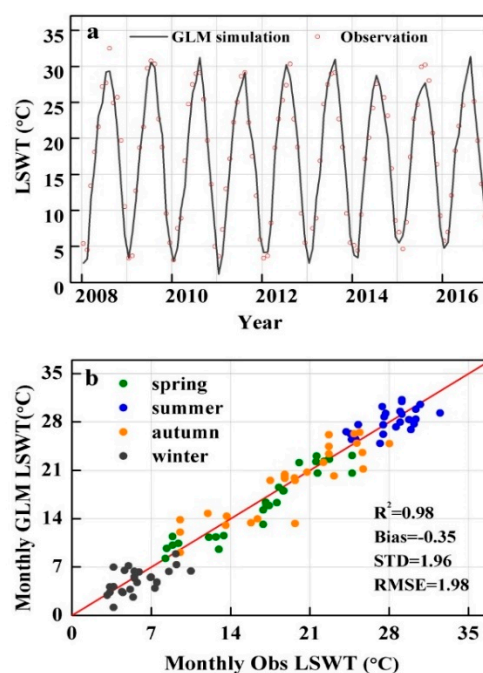 a
GLM simulation
Observation
35
30
25
20
15
10
5
0
LSWT (°C)
2008
2010
2012
2014
2016
Year
b
spring
summer
autumn
winter
35
28
21
14
7
0
Monthly GLM LSWT(°C)
R²=0.98
Bias=-0.35
STD=1.96
RMSE=1.98
0
7
14
21
28
35
Monthly Obs LSWT (°C)